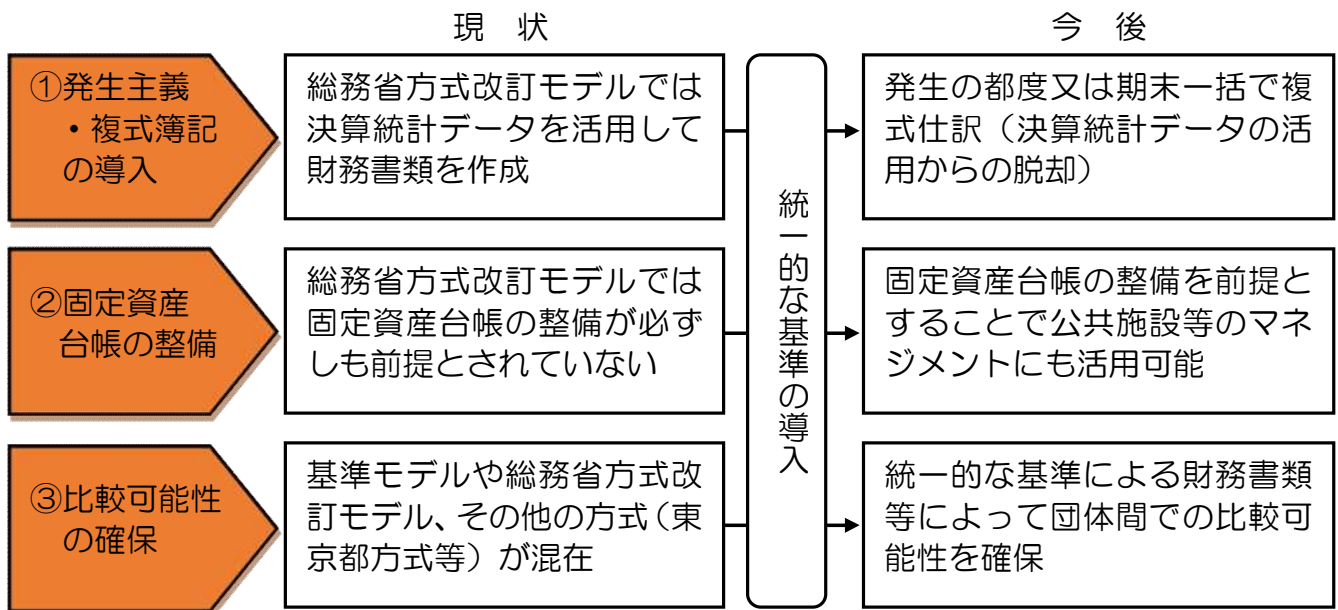 現　状
今　後
①発生主義
・複式簿記
の導入
総務省方式改訂モデルでは
決算統計データを活用して
財務書類を作成
発生の都度又は期末一括で複
式仕訳（決算統計データの活
用からの脱却）
統一的な基準の導入
②固定資産
台帳の整備
総務省方式改訂モデルでは
固定資産台帳の整備が必ず
しも前提とされていない
固定資産台帳の整備を前提と
することで公共施設等のマネ
ジメントにも活用可能
③比較可能性
の確保
基準モデルや総務省方式改
訂モデル、その他の方式（東
京都方式等）が混在
統一的な基準による財務書類
等によって団体間での比較可
能性を確保